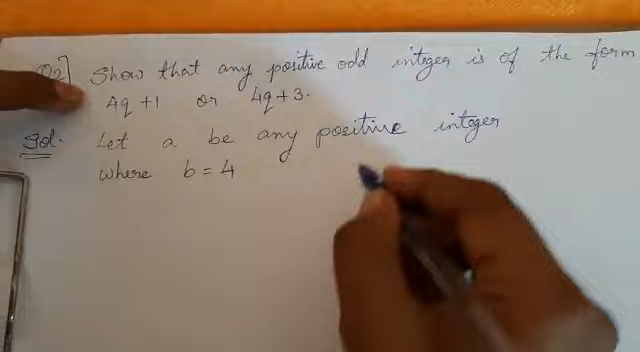 Q2] Show that any positive odd integer is of the form
4q +1 or 4q+3.
Sol. Let a be any positive integer
where b = 4